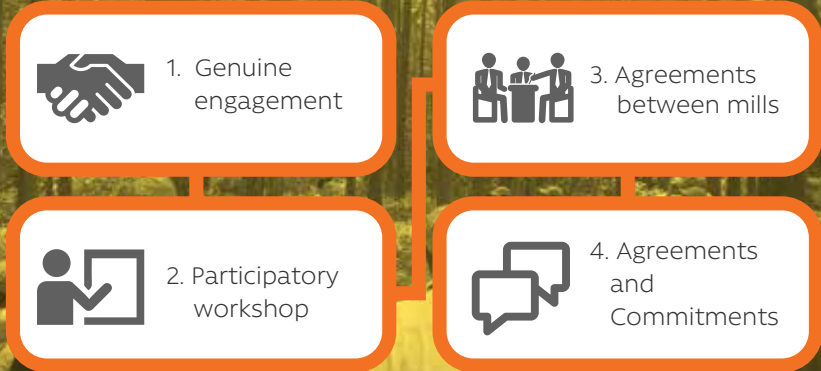 1. Genuine
engagement
2. Participatory
workshop
3. Agreements
between mills
4. Agreements
and
Commitments